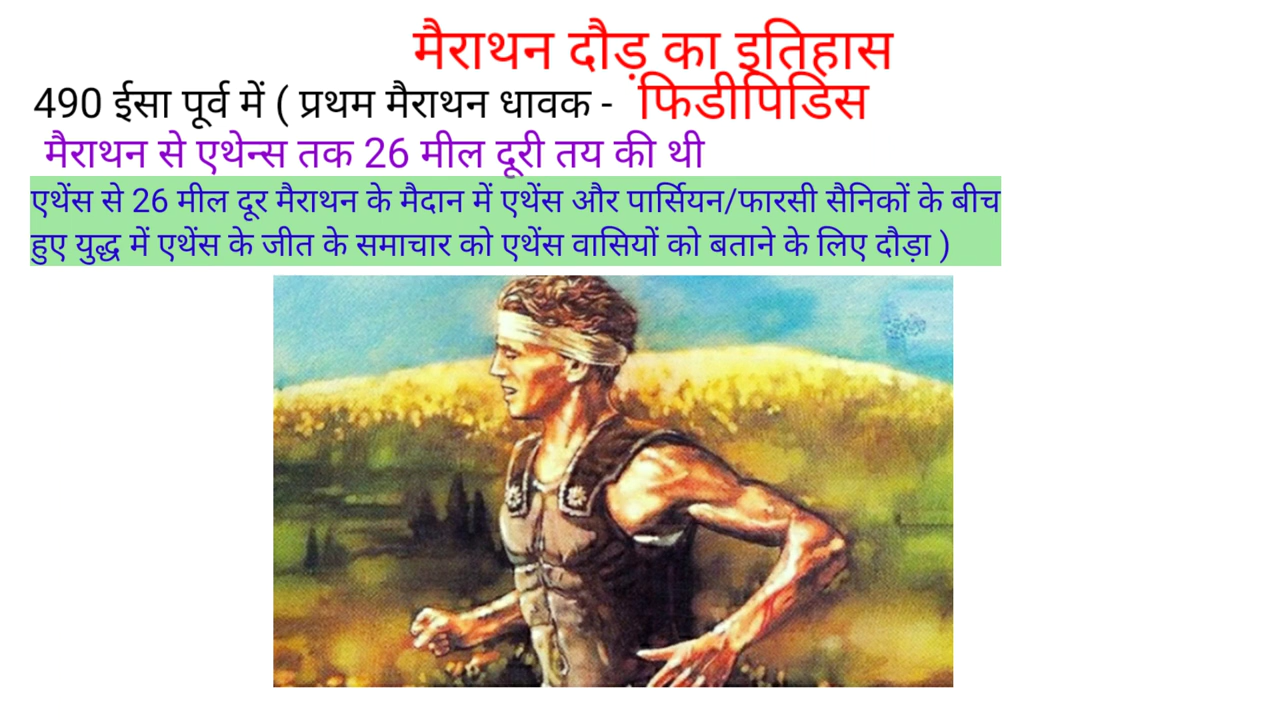 मैराथन दौड़ का इतिहास
490 ईसा पूर्व में ( प्रथम मैराथन धावक - फिडीपिडिस
मैराथन से एथेन्स तक 26 मील दूरी तय की थी
एथेंस से 26 मील दूर मैराथन के मैदान में एथेंस और पार्सियन/फारसी सैनिकों के बीच
हुए युद्ध में एथेंस के जीत के समाचार को एथेंस वासियों को बताने के लिए दौड़ा )